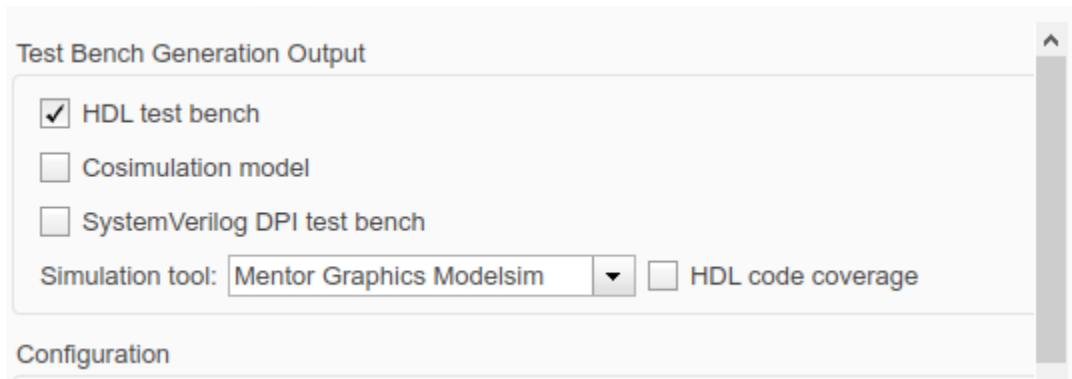 Test Bench Generation Output
HDL test bench
Cosimulation model
SystemVerilog DPI test bench
Simulation tool: Mentor Graphics Modelsim HDL code coverage
Configuration